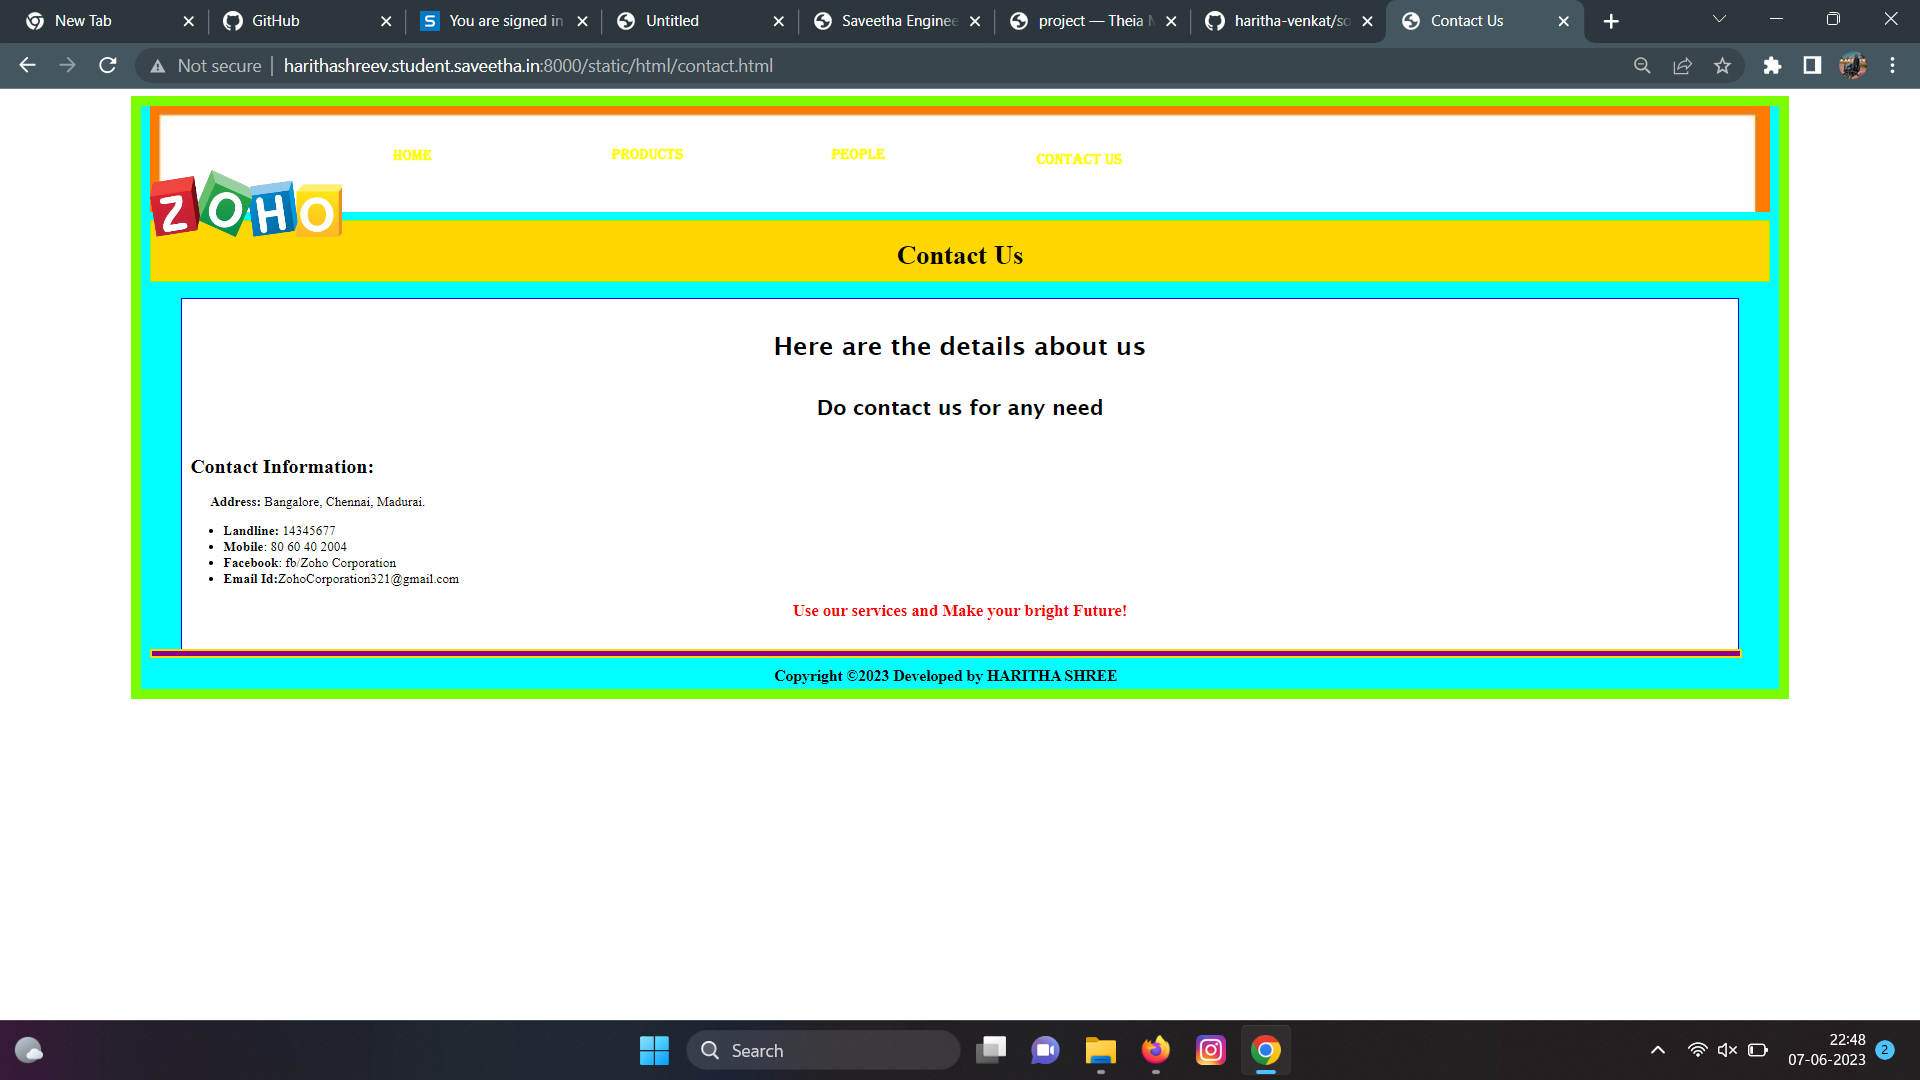 New Tab
GitHub
You are signed in
Untitled
Saveetha Enginee
project — Theia
haritha-venkat/so
Contact Us
Not secure
harithashreev.student.saveetha.in:8000/static/html/contact.html
HOME
PRODUCTS
PEOPLE
CONTACT US
ZOHO
Contact Us
Here are the details about us
Do contact us for any need
Contact Information:
Address: Bangalore, Chennai, Madurai.
Landline: 14345677
Mobile: 80 60 40 2004
Facebook: fb/Zoho Corporation
Email Id:ZohoCorporation321@gmail.com
Use our services and Make your bright Future!
Copyright ©2023 Developed by HARITHA SHREE
Search
22:48
07-06-2023
2